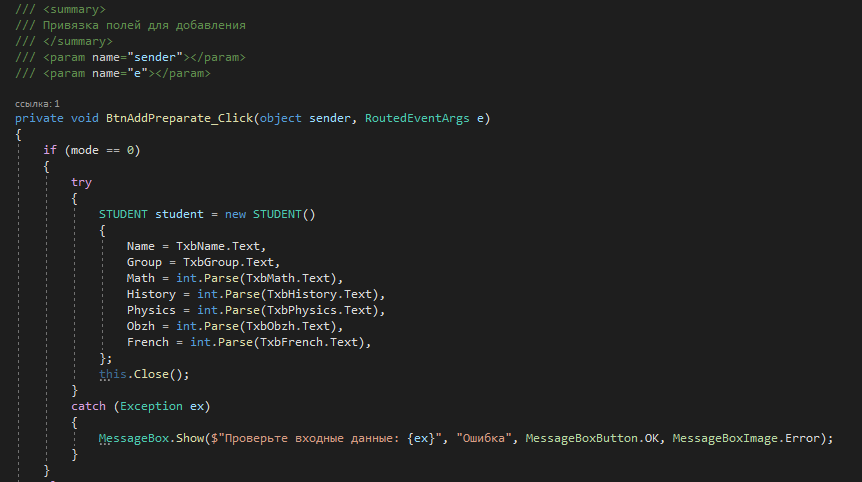 /// <summary>
/// Привязка полей для добавления
/// </summary>
/// <param name="sender"></param>
/// <param name="e"></param>
ссылка: 1
private void BtnAddPreparate_Click(object sender, RoutedEventArgs e)
{
if (mode == 0)
{
try
{
STUDENT student = new STUDENT()
{
Name = TxbName.Text,
Group = TxbGroup.Text,
Math = int.Parse(TxbMath.Text),
History = int.Parse(TxbHistory.Text),
Physics = int.Parse(TxbPhysics.Text),
Obzh = int.Parse(TxbObzh.Text),
French = int.Parse(TxbFrench.Text),
};
this.Close();
}
catch (Exception ex)
{
MessageBox.Show($"Проверьте входные данные: {ex}", "Ошибка", MessageBoxButton.OK, MessageBoxImage.Error);
}
}